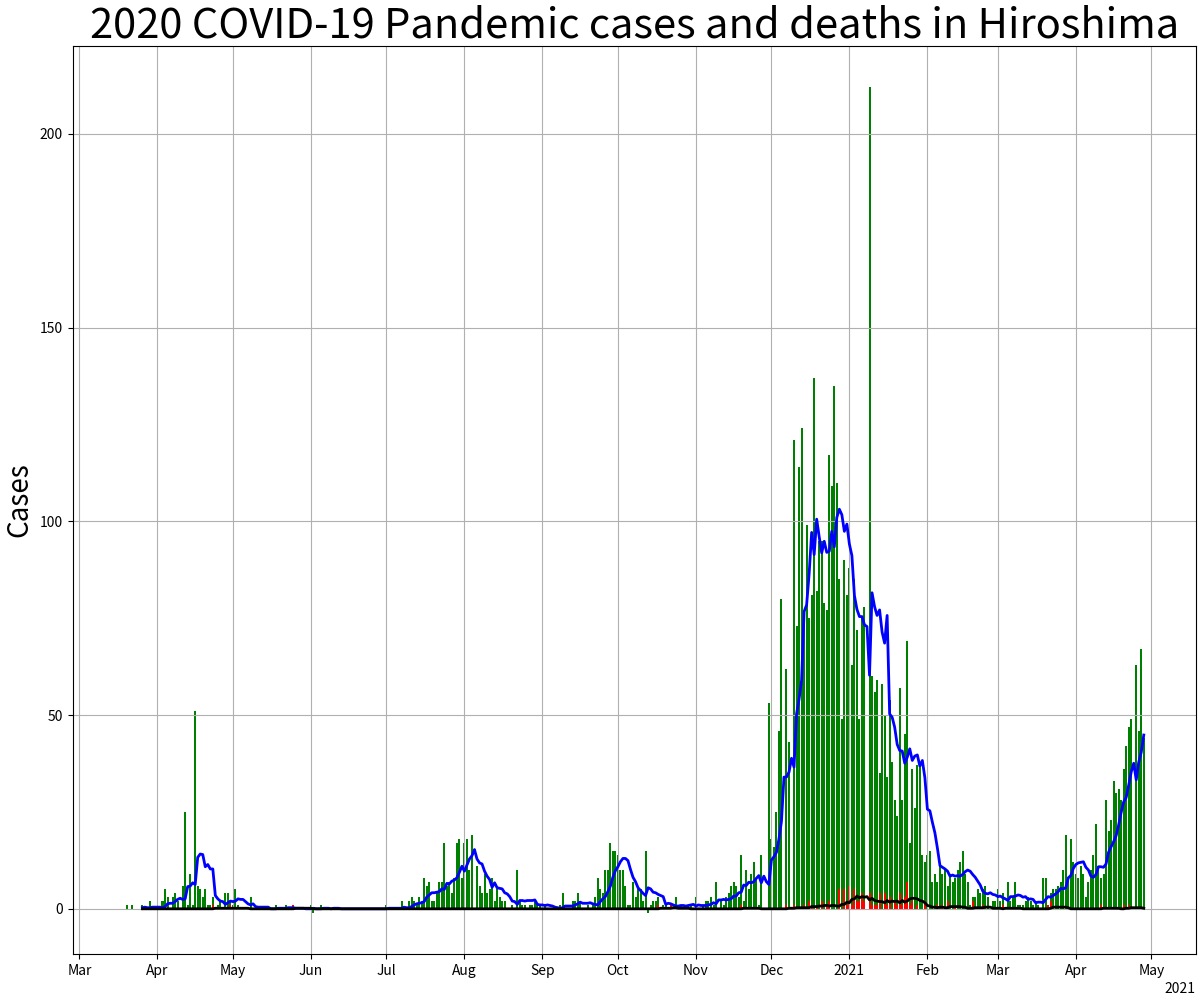 2020 COVID-19 Pandemic cases and deaths in Hiroshima
Cases
200
150
100
50
0
Mar Apr May Jun Jul Aug Sep Oct Nov Dec 2021 Feb Mar Apr May
2021